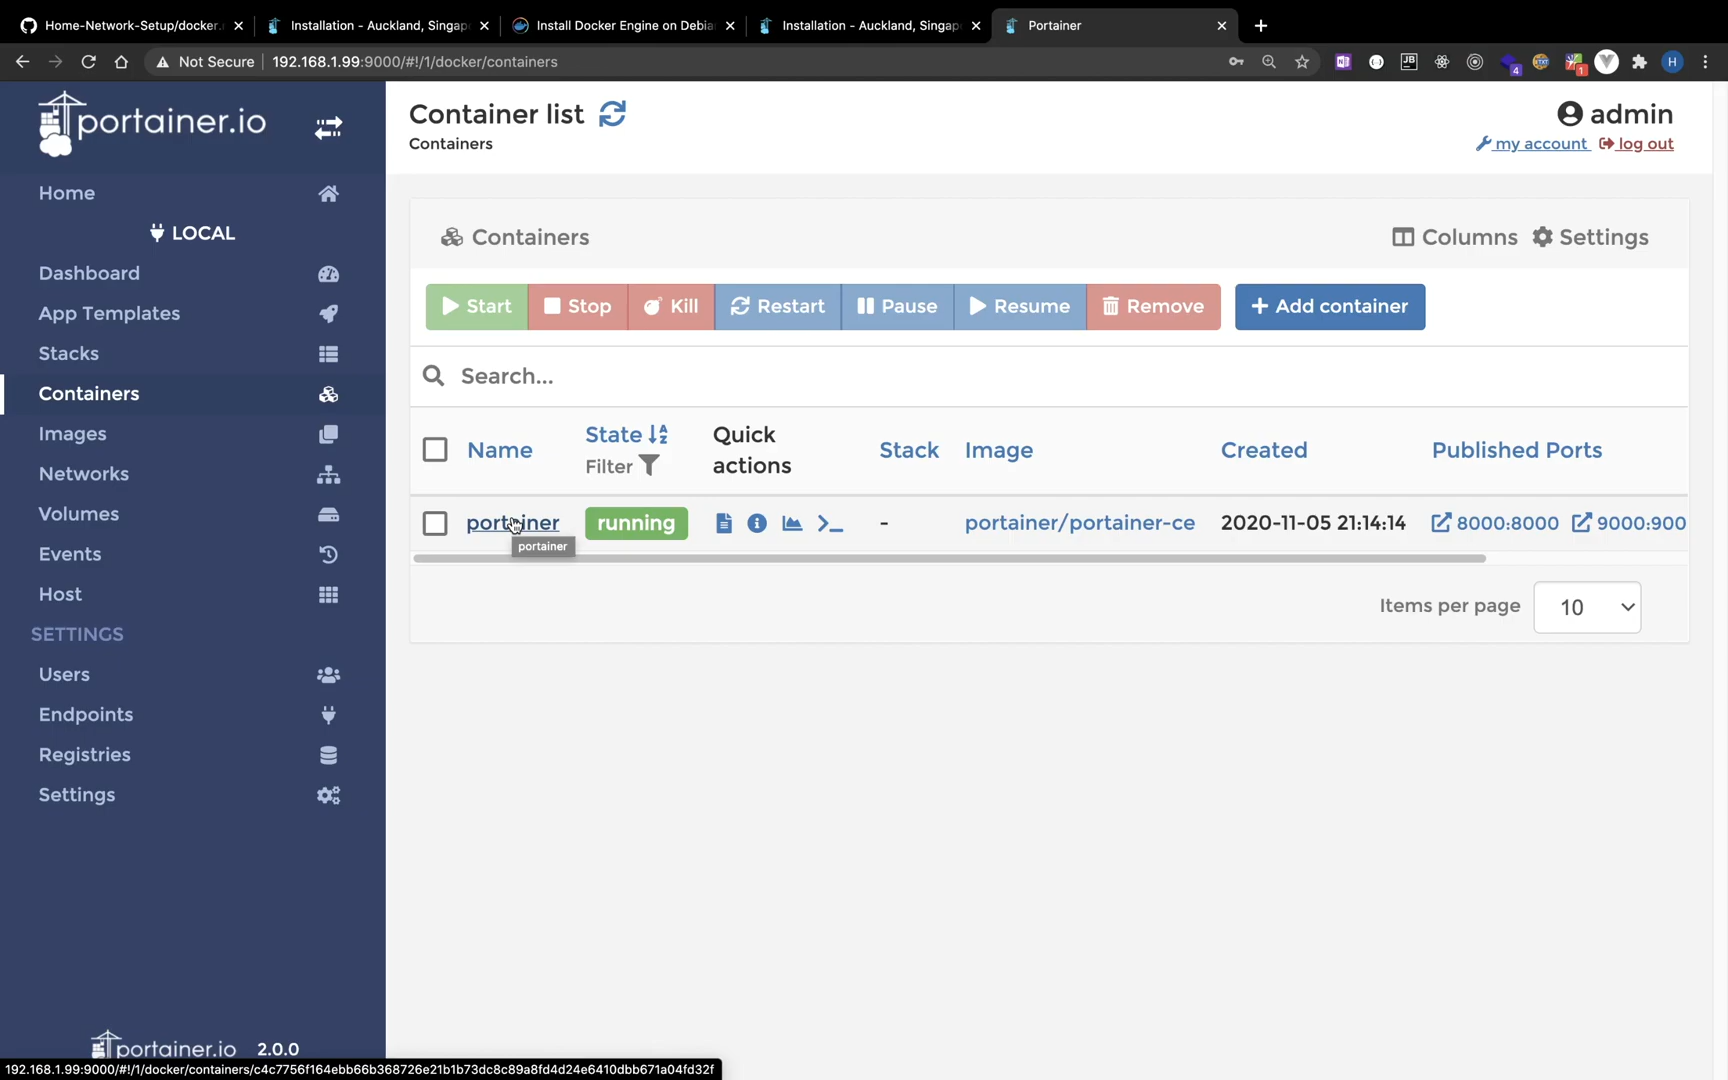 Home-Network-Setup/docker.
Installation - Auckland, Singap
Install Docker Engine on Debia
Installation - Auckland, Singap
Portainer
Not Secure
192.168.1.99:9000/#!/1/docker/containers
JB
4
1
H
portainer.io
Home
LOCAL
Dashboard
App Templates
Stacks
Containers
Images
Networks
Volumes
Events
Host
SETTINGS
Users
Endpoints
Registries
Settings
portainer.io 2.0.0
Container list
Containers
admin
my account log out
Containers
Columns Settings
Start Stop Kill Restart Pause Resume Remove + Add container
Search...
Name State Filter Quick actions Stack Image Created Published Ports
portainer running - portainer/portainer-ce 2020-11-05 21:14:14 8000:8000 9000:900
portainer
Items per page 10
192.168.1.99:9000/#!/1/docker/containers/c4c7756f164ebb66b368726e21b1b73dc8c89a8fd4d24e6410dbb671a04fd32f